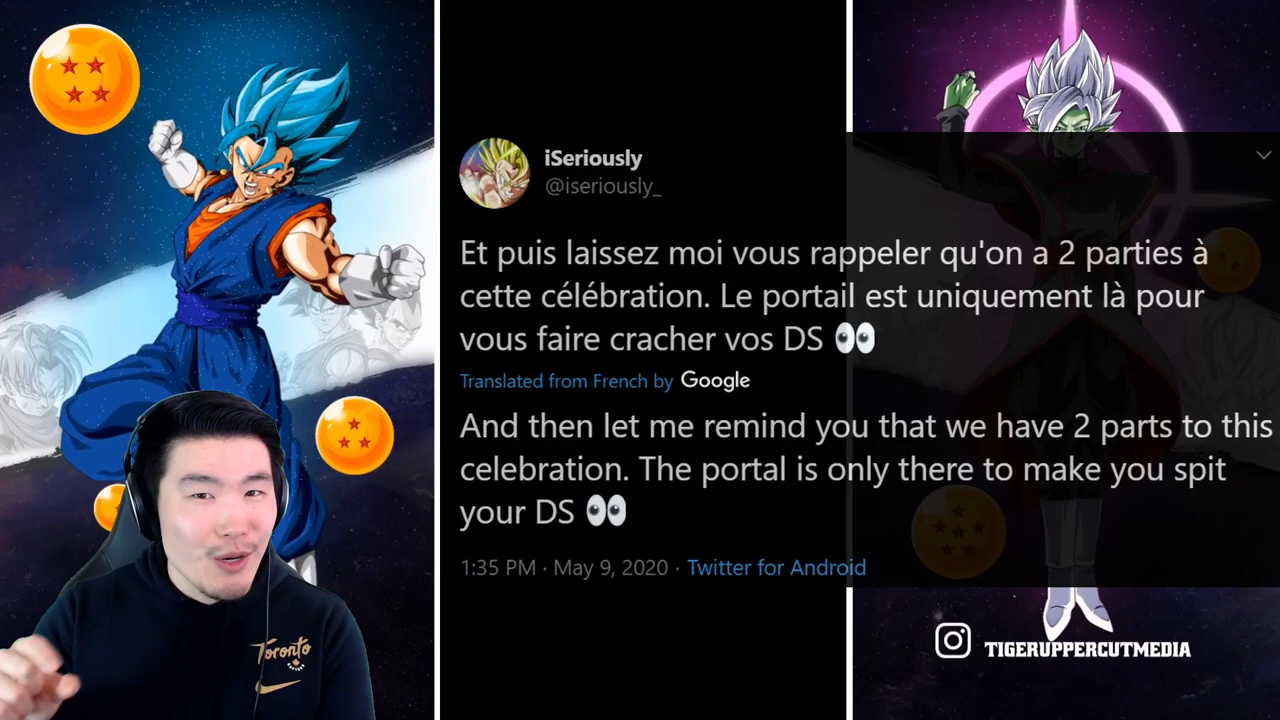 iSeriously
@iseriously_
Et puis laissez moi vous rappeler qu'on a 2 parties à
cette célébration. Le portail est uniquement là pour
vous faire cracher vos DS 👀
Translated from French by Google
And then let me remind you that we have 2 parts to this
celebration. The portal is only there to make you spit
your DS 👀
1:35 PM · May 9, 2020 · Twitter for Android
Toronto
TIGERUPPERCUTMEDIA